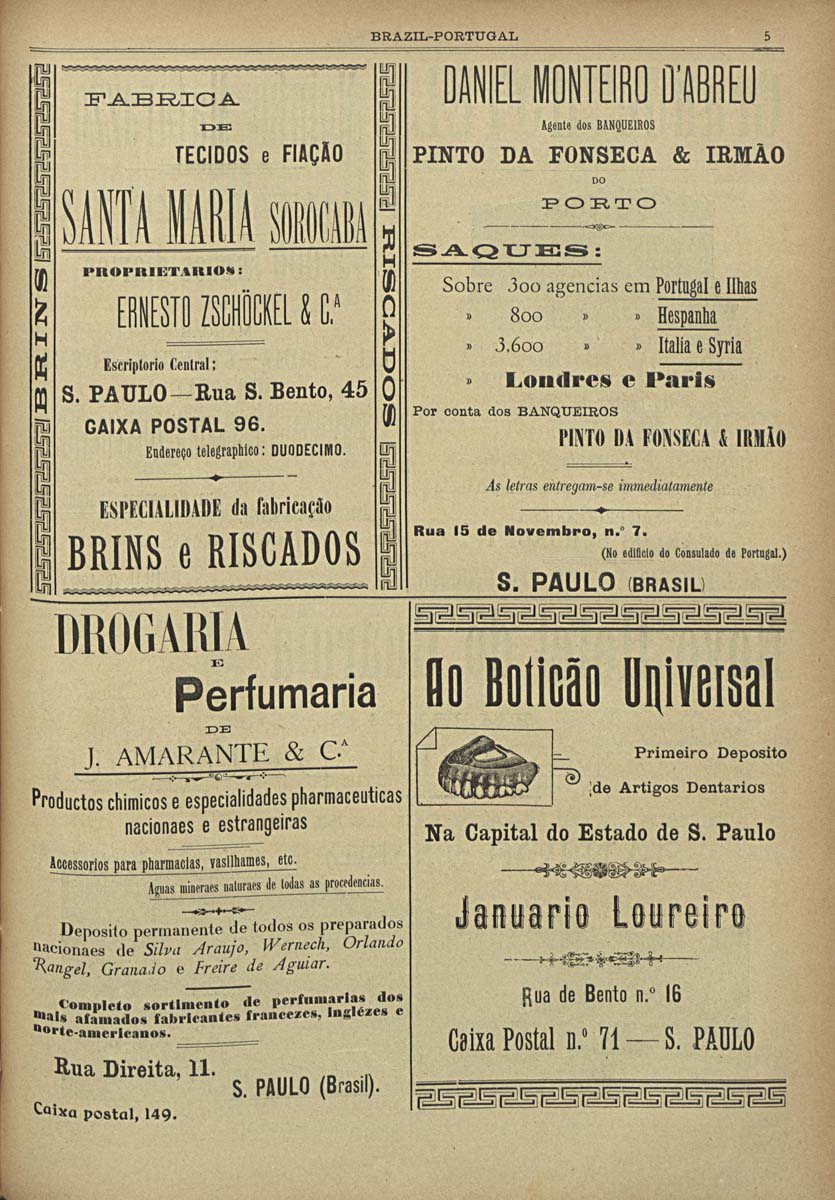 BRAZIL-PORTUGAL 5
BRINS
FABRICA
DE
TECIDOS e FIAÇÃO
SANTA MARIA SOROCABA
PROPRIETARIOS:
ERNESTO ZSCHÖCKEL & C.A
Escriptorio Central;
S. PAULO—Rua S. Bento, 45
CAIXA POSTAL 96.
Endereço telegraphico: DUODECIMO.
ESPECIALIDADE da fabricação
BRINS e RISCADOS
RISCADOS
DANIEL MONTEIRO D'ABREU
Agente dos BANQUEIROS
PINTO DA FONSECA & IRMÃO
DO
PORTO
SAQUES:
Sobre 300 agencias em Portugal e Ilhas
» 800 » » Hespanha
» 3.600 » » Italia e Syria
» Londres e Paris
Por conta dos BANQUEIROS
PINTO DA FONSECA & IRMÃO
As letras entregam-se immediatamente
Rua 15 de Novembro, n.º 7.
(No edificio do Consulado de Portugal.)
S. PAULO (BRASIL)
DROGARIA
E
Perfumaria
DE
J. AMARANTE & C.A
Productos chimicos e especialidades pharmaceuticas
nacionaes e estrangeiras
Accessorios para pharmacias, vasilhames, etc.
Aguas mineraes naturaes de todas as procedencias.
Deposito permanente de todos os preparados
nacionaes de Silva Araujo, Wernech, Orlando
Rangel, Granado e Freire de Aguiar.
Completo sortimento de perfumarias dos
mais afamados fabricantes francezes, inglézes e
norte-americanos.
Rua Direita, 11.
S. PAULO (Brasil).
Caixa postal, 149.
Ao Boticão Universal
Primeiro Deposito
de Artigos Dentarios
Na Capital do Estado de S. Paulo
Januario Loureiro
Rua de Bento n.º 16
Caixa Postal n.º 71 — S. PAULO